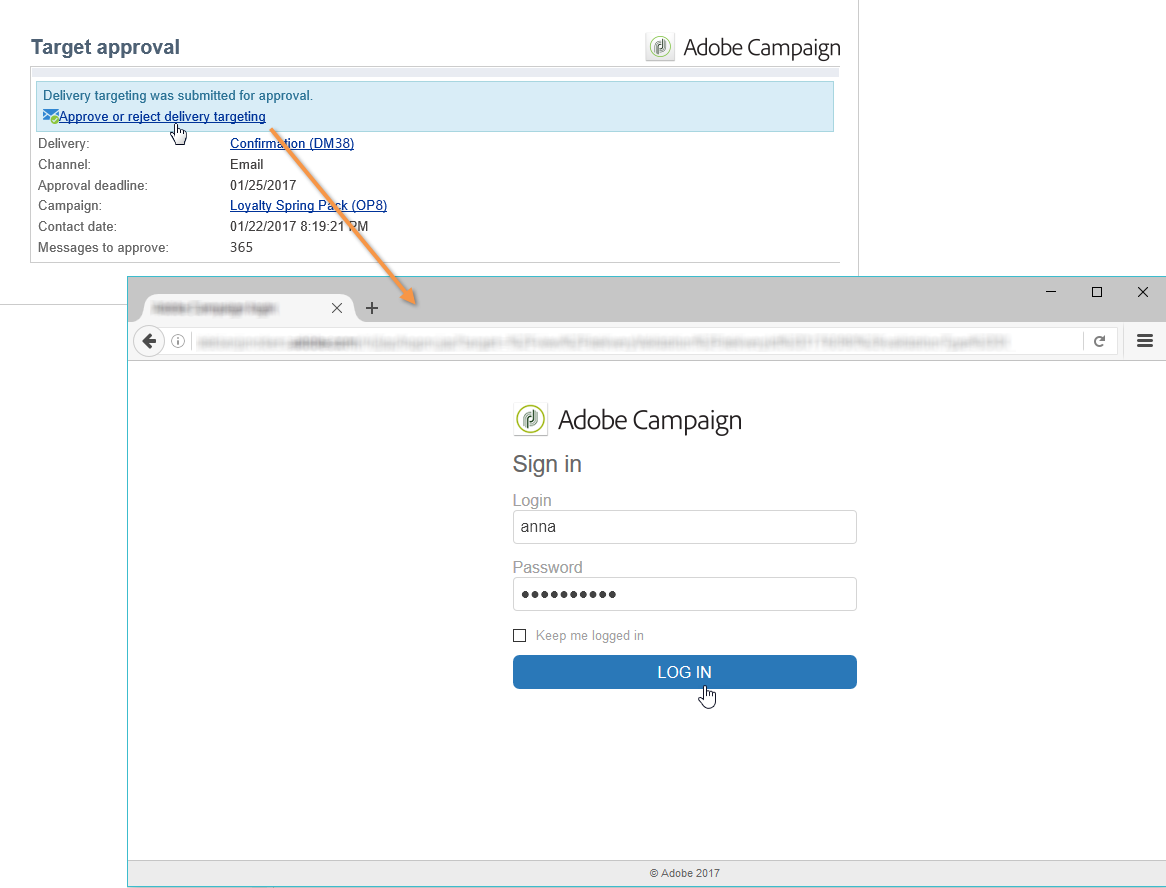 Target approval
Adobe Campaign
Delivery targeting was submitted for approval.
Approve or reject delivery targeting
Delivery: Confirmation (DM38)
Channel: Email
Approval deadline: 01/25/2017
Campaign: Loyalty Spring Pack (OP8)
Contact date: 01/22/2017 8:19:21 PM
Messages to approve: 365
Adobe Campaign
Sign in
Login
anna
Password
Keep me logged in
LOG IN
© Adobe 2017